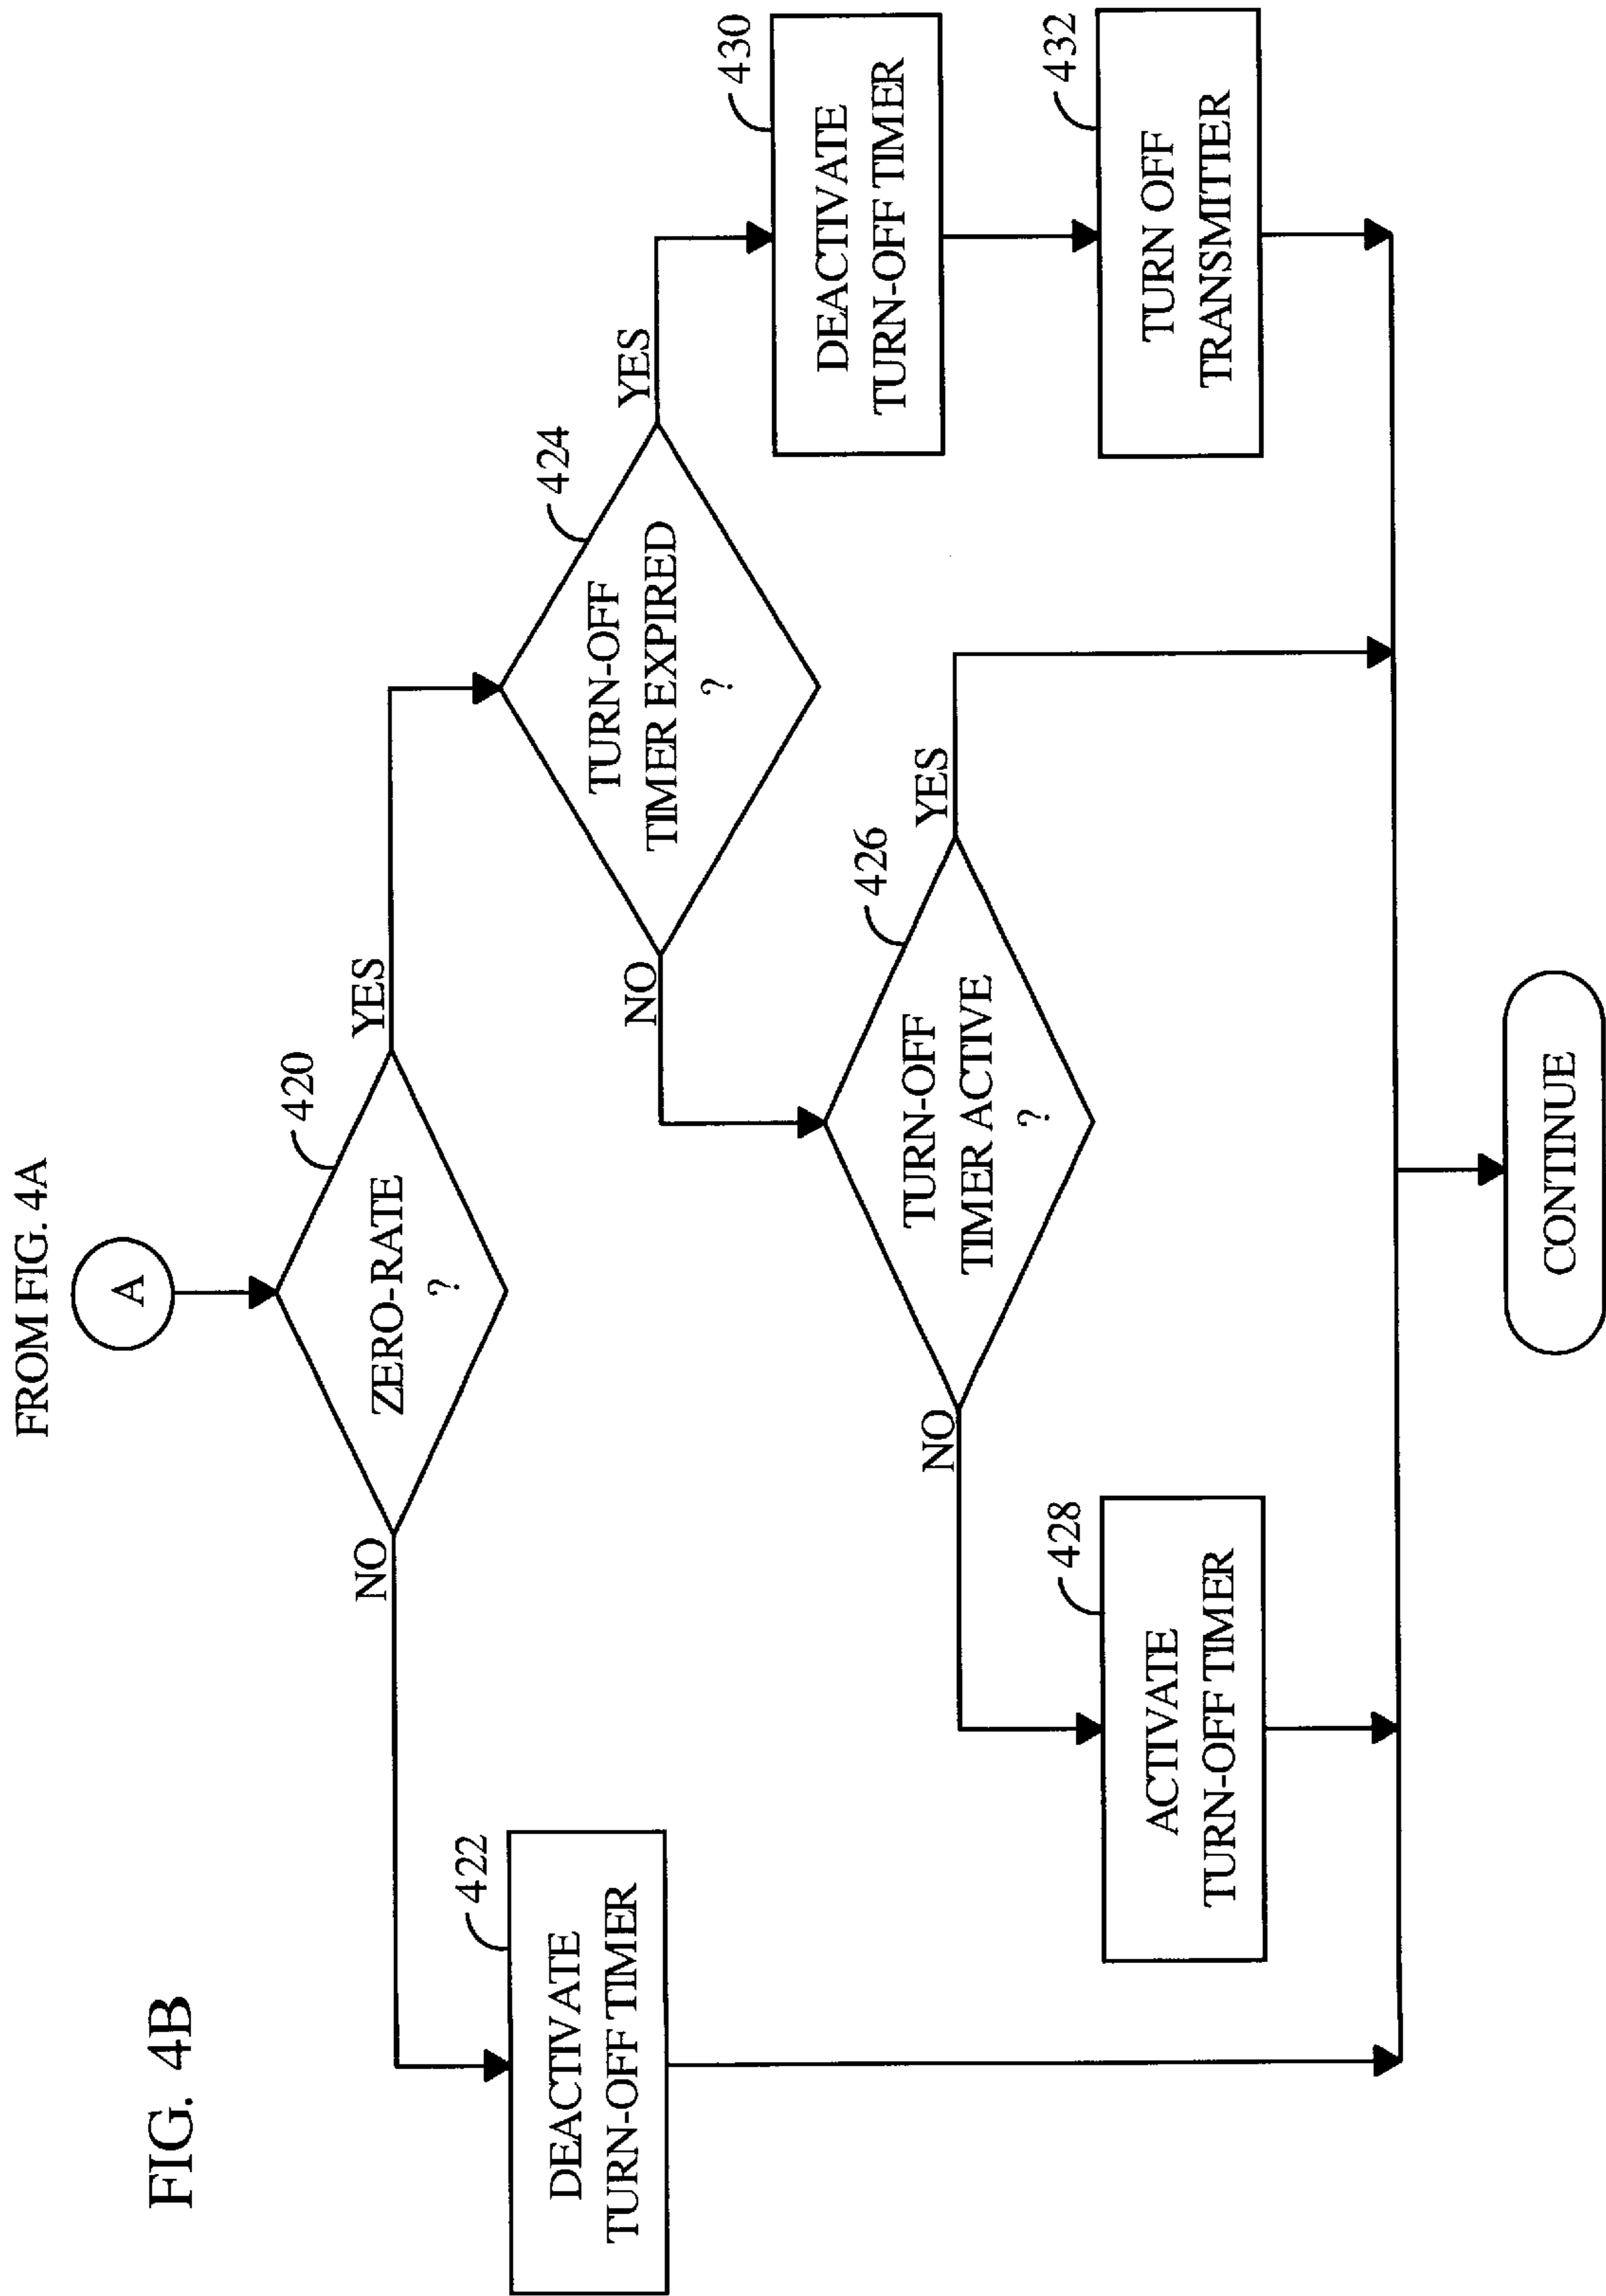 FIG. 4B
FROM FIG. 4A
A
420
ZERO-RATE
?
NO
YES
422
DEACTIVATE
TURN-OFF TIMER
424
TURN-OFF
TIMER EXPIRED
?
NO
YES
426
TURN-OFF
TIMER ACTIVE
?
NO
YES
430
DEACTIVATE
TURN-OFF TIMER
428
ACTIVATE
TURN-OFF TIMER
432
TURN OFF
TRANSMITTER
CONTINUE